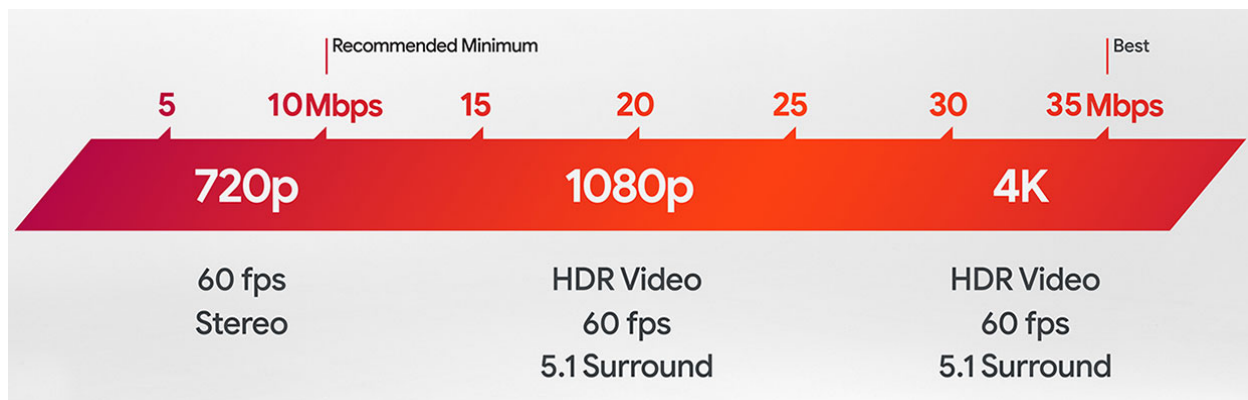 Recommended Minimum
Best
5
10 Mbps
15
20
25
30
35 Mbps
720p
1080p
4K
60 fps
Stereo
HDR Video
60 fps
5.1 Surround
HDR Video
60 fps
5.1 Surround